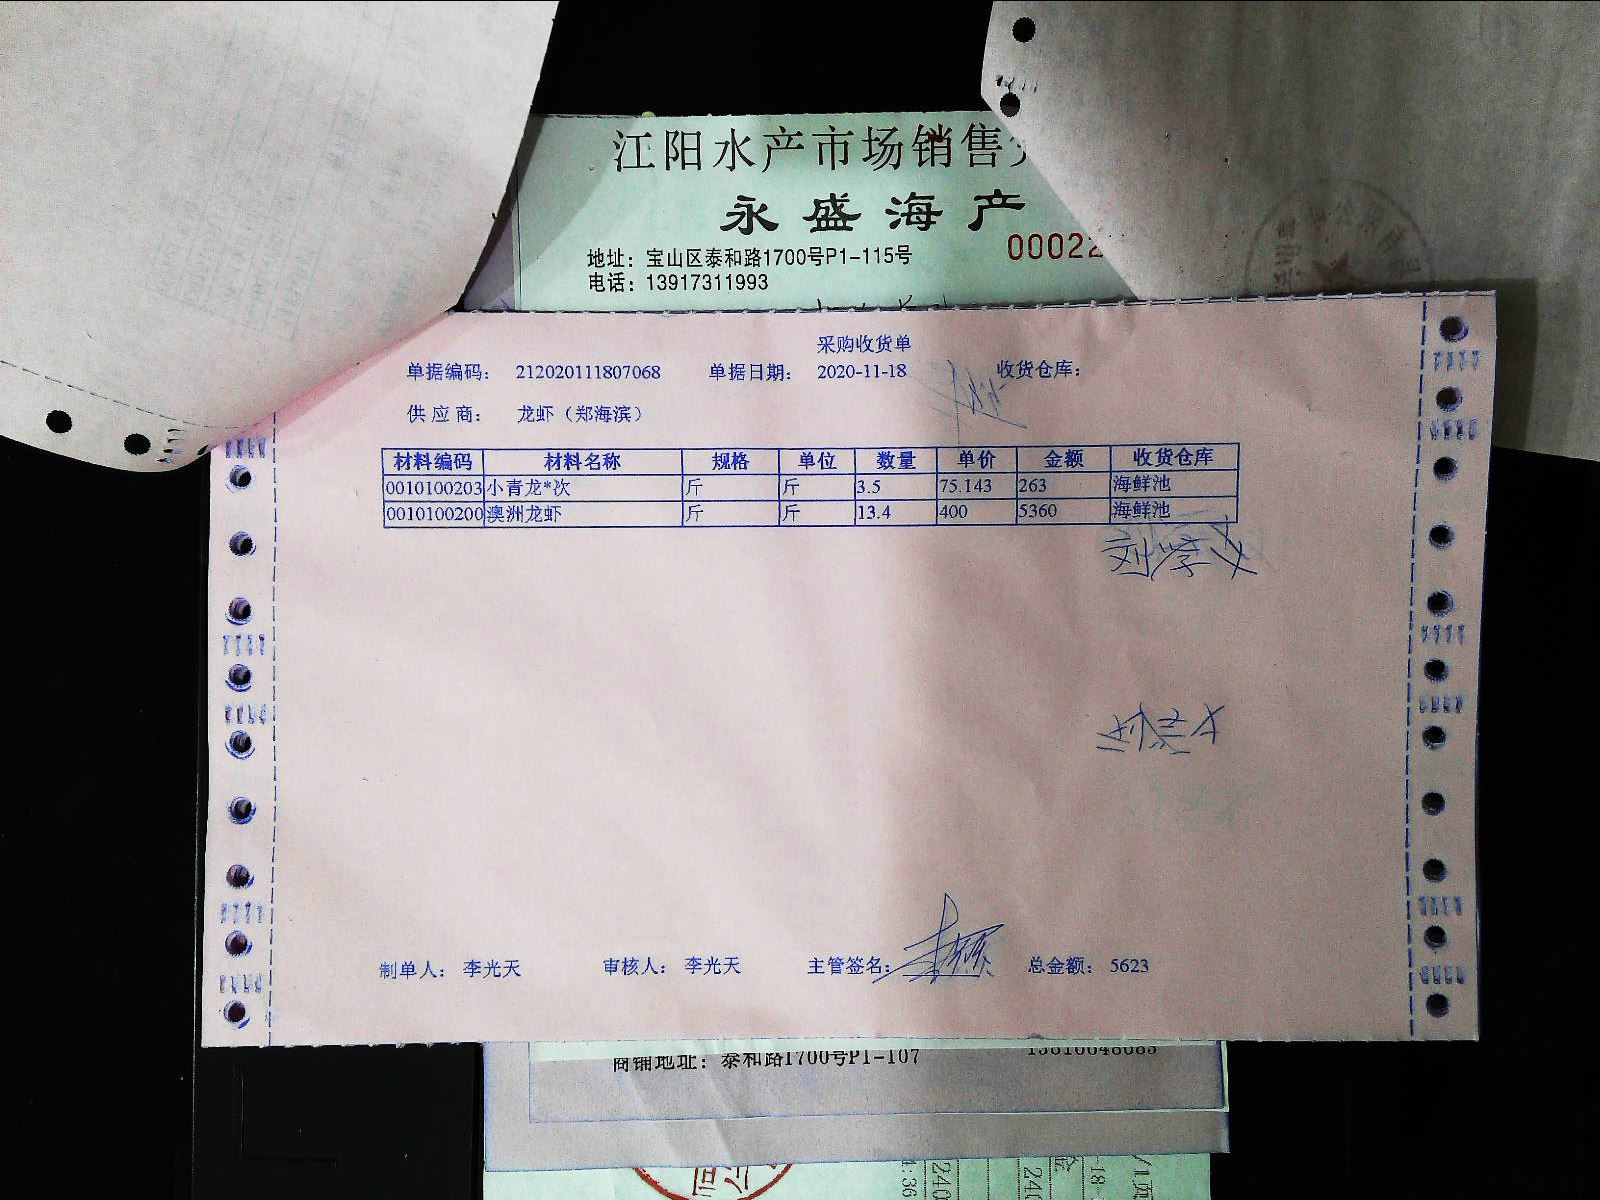 江阳水产市场销售
永盛海产
地址：宝山区泰和路1700号P1-115号
00022
电话：13917311993
采购收货单
单据编码： 212020111807068 单据日期： 2020-11-18 收货仓库：
供应商： 龙虾（郑海滨）
材料编码 材料名称 规格 单位 数量 单价 金额 收货仓库
0010100203 小青龙*次 斤 斤 3.5 75.143 263 海鲜池
0010100200 澳洲龙虾 斤 斤 13.4 400 5360 海鲜池
制单人： 李光天 审核人： 李光天 主管签名： 总金额： 5623
商铺地址：泰和路1700号P1-107